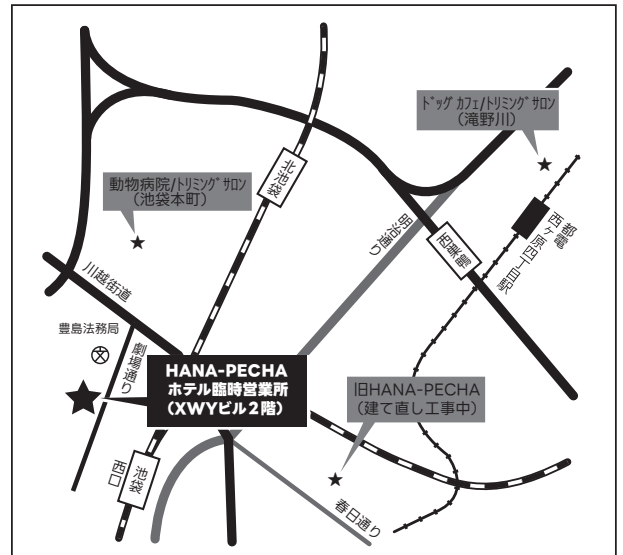 ドッグカフェ/トリミングサロン
(滝野川)
動物病院/トリミングサロン
(池袋本町)
北池袋
明治通り
西巣鴨
都電
西ヶ原四丁目駅
川越街道
豊島法務局
文
劇場通り
HANA-PECHA
ホテル臨時営業所
(XWYビル2階)
旧HANA-PECHA
(建て直し工事中)
池袋
西口
春日通り